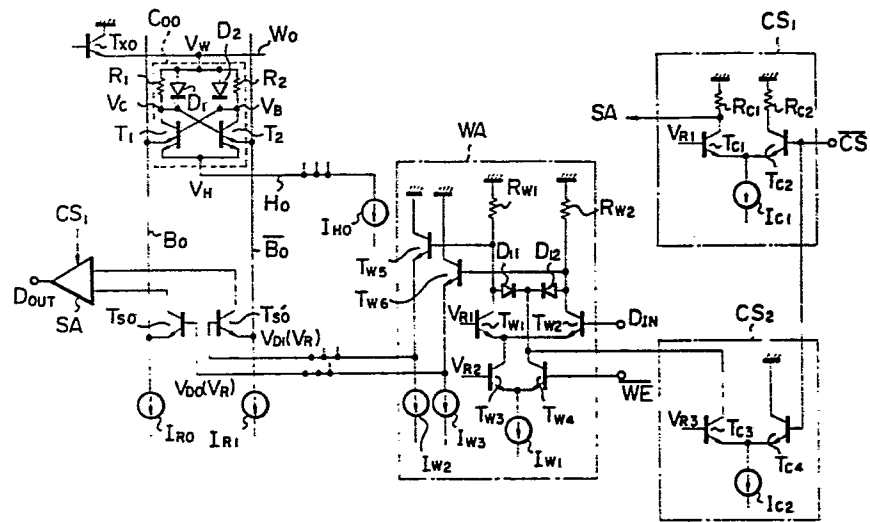 C00
Tx0
VW
W0
D2
R1
R2
VC
D1
VB
T1
T2
VH
H0
IH0
B0
B̅0̅
CS1
DOUT
SA
TS0
TS0'
VD1(VR)
VD0(VR)
IR0
IR1
WA
RW1
RW2
TW5
D11
D12
TW6
VR1
TW1
TW2
DIN
VR2
TW3
TW4
W̅E̅
IW2
IW3
IW1
CS1
SA
RC1
RC2
VR1
TC1
C̅S̅
TC2
IC1
CS2
VR3
TC3
TC4
IC2